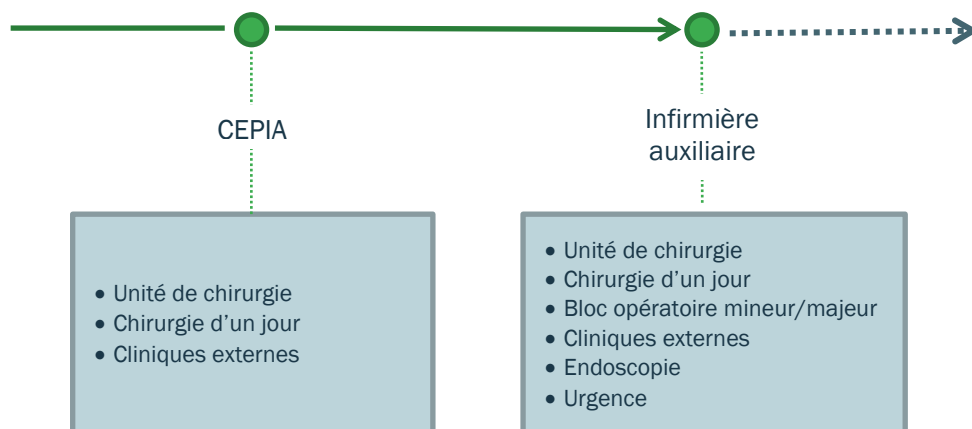 CEPIA
Infirmière
auxiliaire
• Unité de chirurgie
• Chirurgie d’un jour
• Cliniques externes
• Unité de chirurgie
• Chirurgie d’un jour
• Bloc opératoire mineur/majeur
• Cliniques externes
• Endoscopie
• Urgence